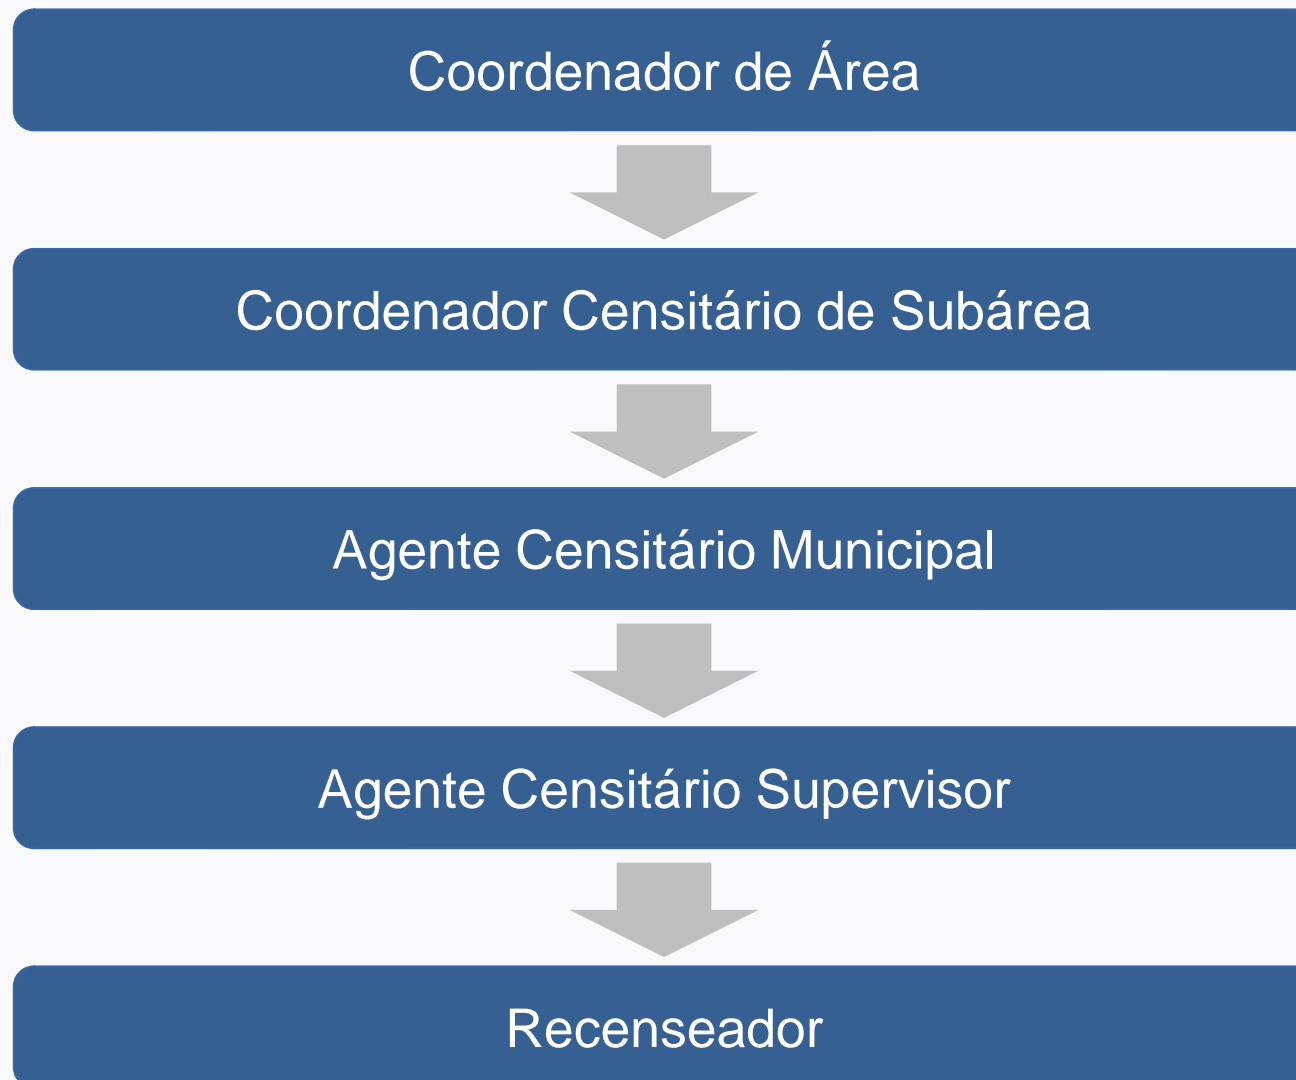 Coordenador de Área
Coordenador Censitário de Subárea
Agente Censitário Municipal
Agente Censitário Supervisor
Recenseador